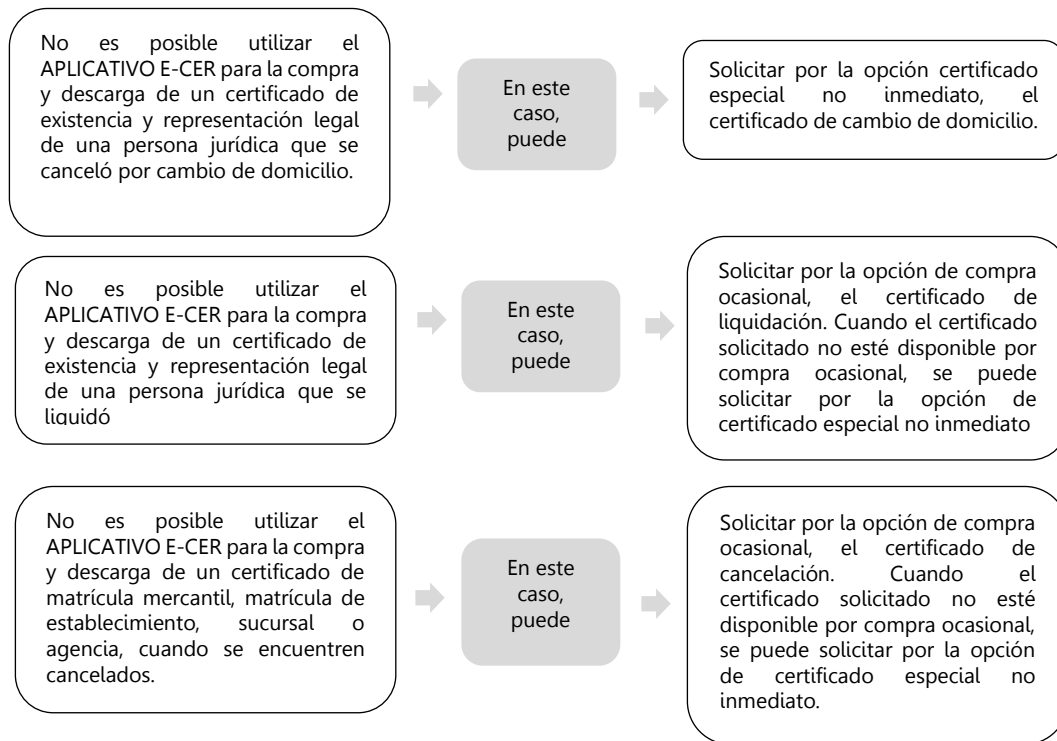 No es posible utilizar el
APLICATIVO E-CER para la compra
y descarga de un certificado de
existencia y representación legal
de una persona jurídica que se
canceló por cambio de domicilio.
En este
caso,
puede
Solicitar por la opción certificado
especial no inmediato, el
certificado de cambio de domicilio.
No es posible utilizar el
APLICATIVO E-CER para la compra
y descarga de un certificado de
existencia y representación legal
de una persona jurídica que se
liquidó
En este
caso,
puede
Solicitar por la opción de compra
ocasional, el certificado de
liquidación. Cuando el certificado
solicitado no esté disponible por
compra ocasional, se puede
solicitar por la opción de
certificado especial no inmediato
No es posible utilizar el
APLICATIVO E-CER para la compra
y descarga de un certificado de
matrícula mercantil, matrícula de
establecimiento, sucursal o
agencia, cuando se encuentren
cancelados.
En este
caso,
puede
Solicitar por la opción de compra
ocasional, el certificado de
cancelación. Cuando el
certificado solicitado no esté
disponible por compra ocasional,
se puede solicitar por la opción
de certificado especial no
inmediato.